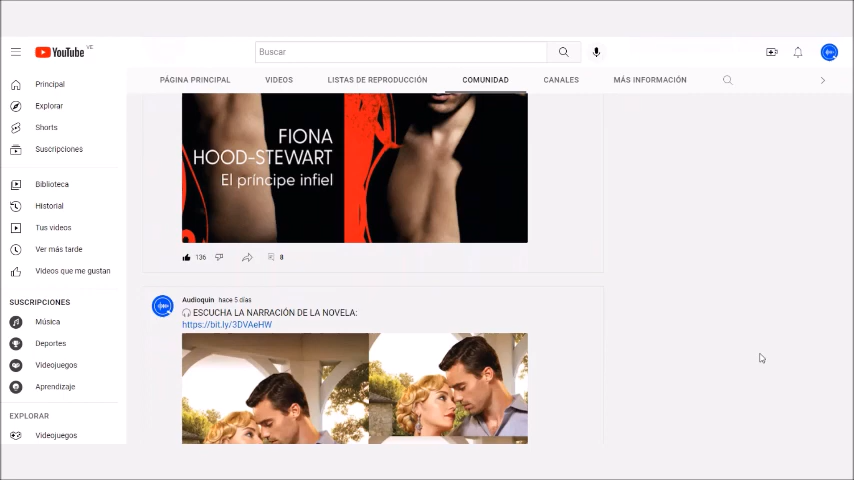 YouTube VE
Buscar
PÁGINA PRINCIPAL VIDEOS LISTAS DE REPRODUCCIÓN COMUNIDAD CANALES MÁS INFORMACIÓN
Principal
Explorar
Shorts
Suscripciones
Biblioteca
Historial
Tus videos
Ver más tarde
Videos que me gustan
SUSCRIPCIONES
Música
Deportes
Videojuegos
Aprendizaje
EXPLORAR
Videojuegos
FIONA
HOOD-STEWART
El príncipe infiel
136 8
Audioquin hace 5 días
ESCUCHA LA NARRACIÓN DE LA NOVELA:
https://bit.ly/3DVAeHW